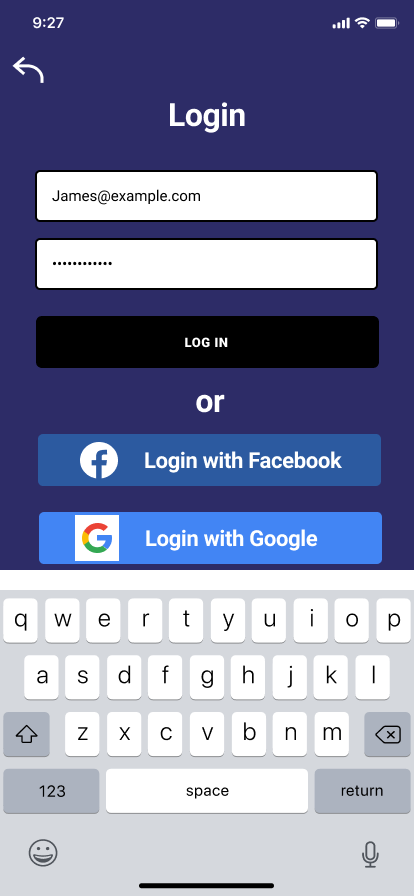 9:27
Login
James@example.com
••••••••••••
LOG IN
or
Login with Facebook
Login with Google
q w e r t y u i o p
a s d f g h j k l
z x c v b n m
123 space return